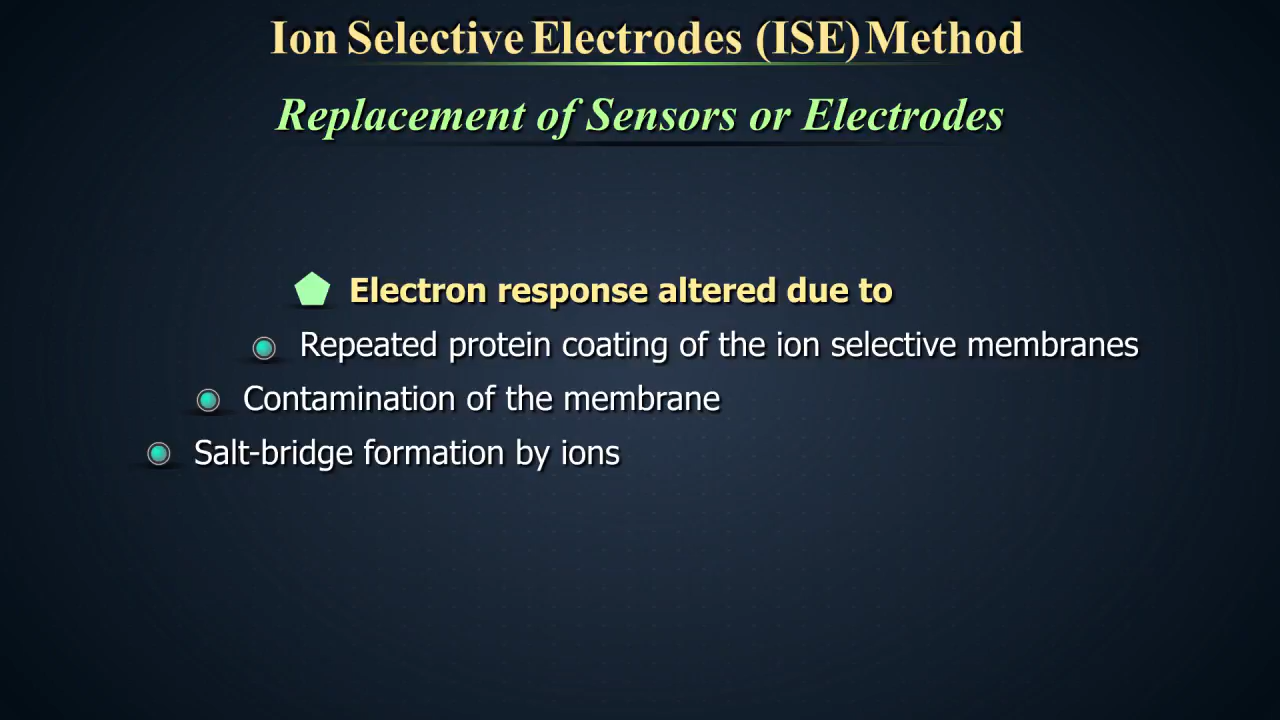 Ion Selective Electrodes (ISE) Method
Replacement of Sensors or Electrodes
Electron response altered due to
Repeated protein coating of the ion selective membranes
Contamination of the membrane
Salt-bridge formation by ions